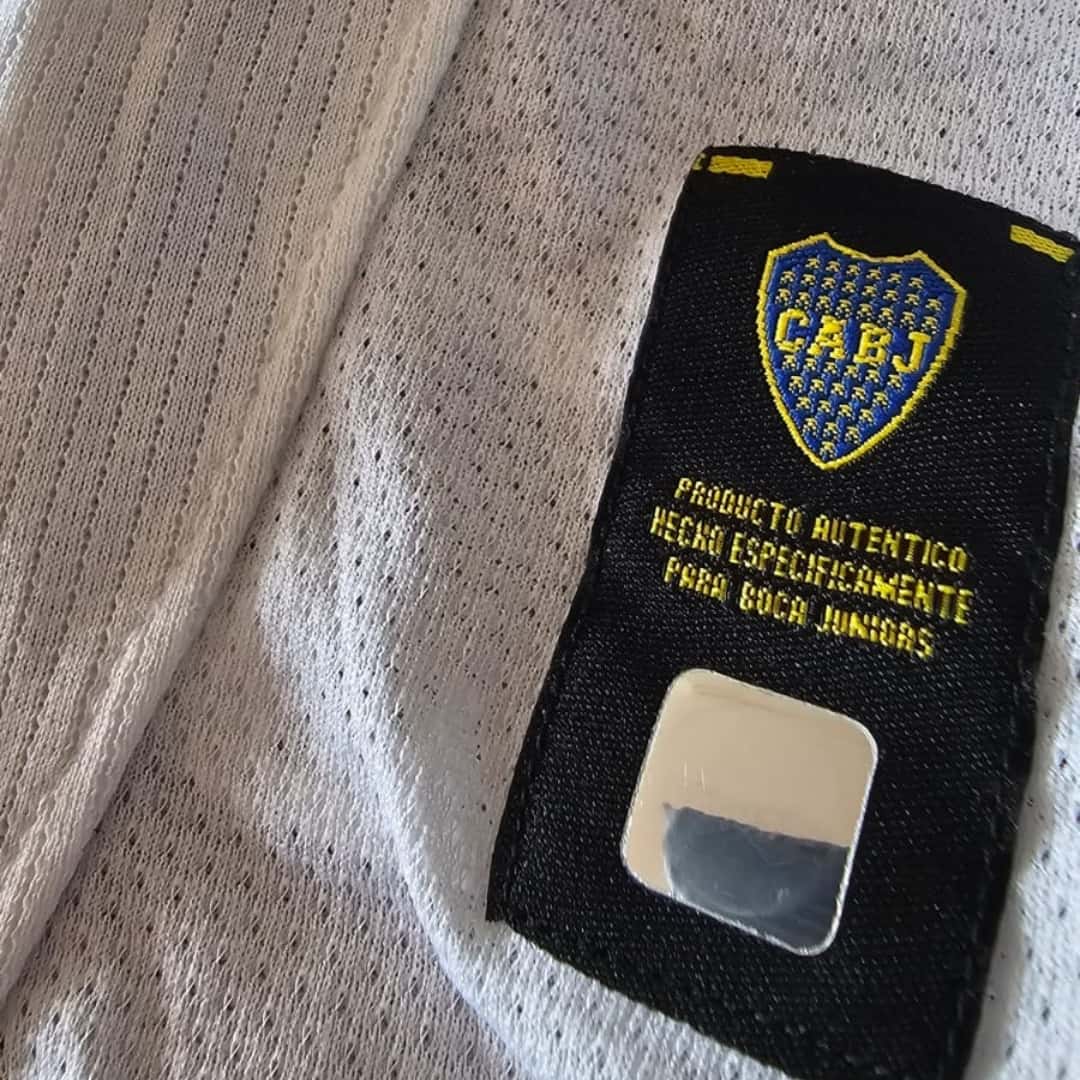 CABJ
PRODUCTO AUTENTICO
HECHO ESPECIFICAMENTE
PARA BOCA JUNIORS